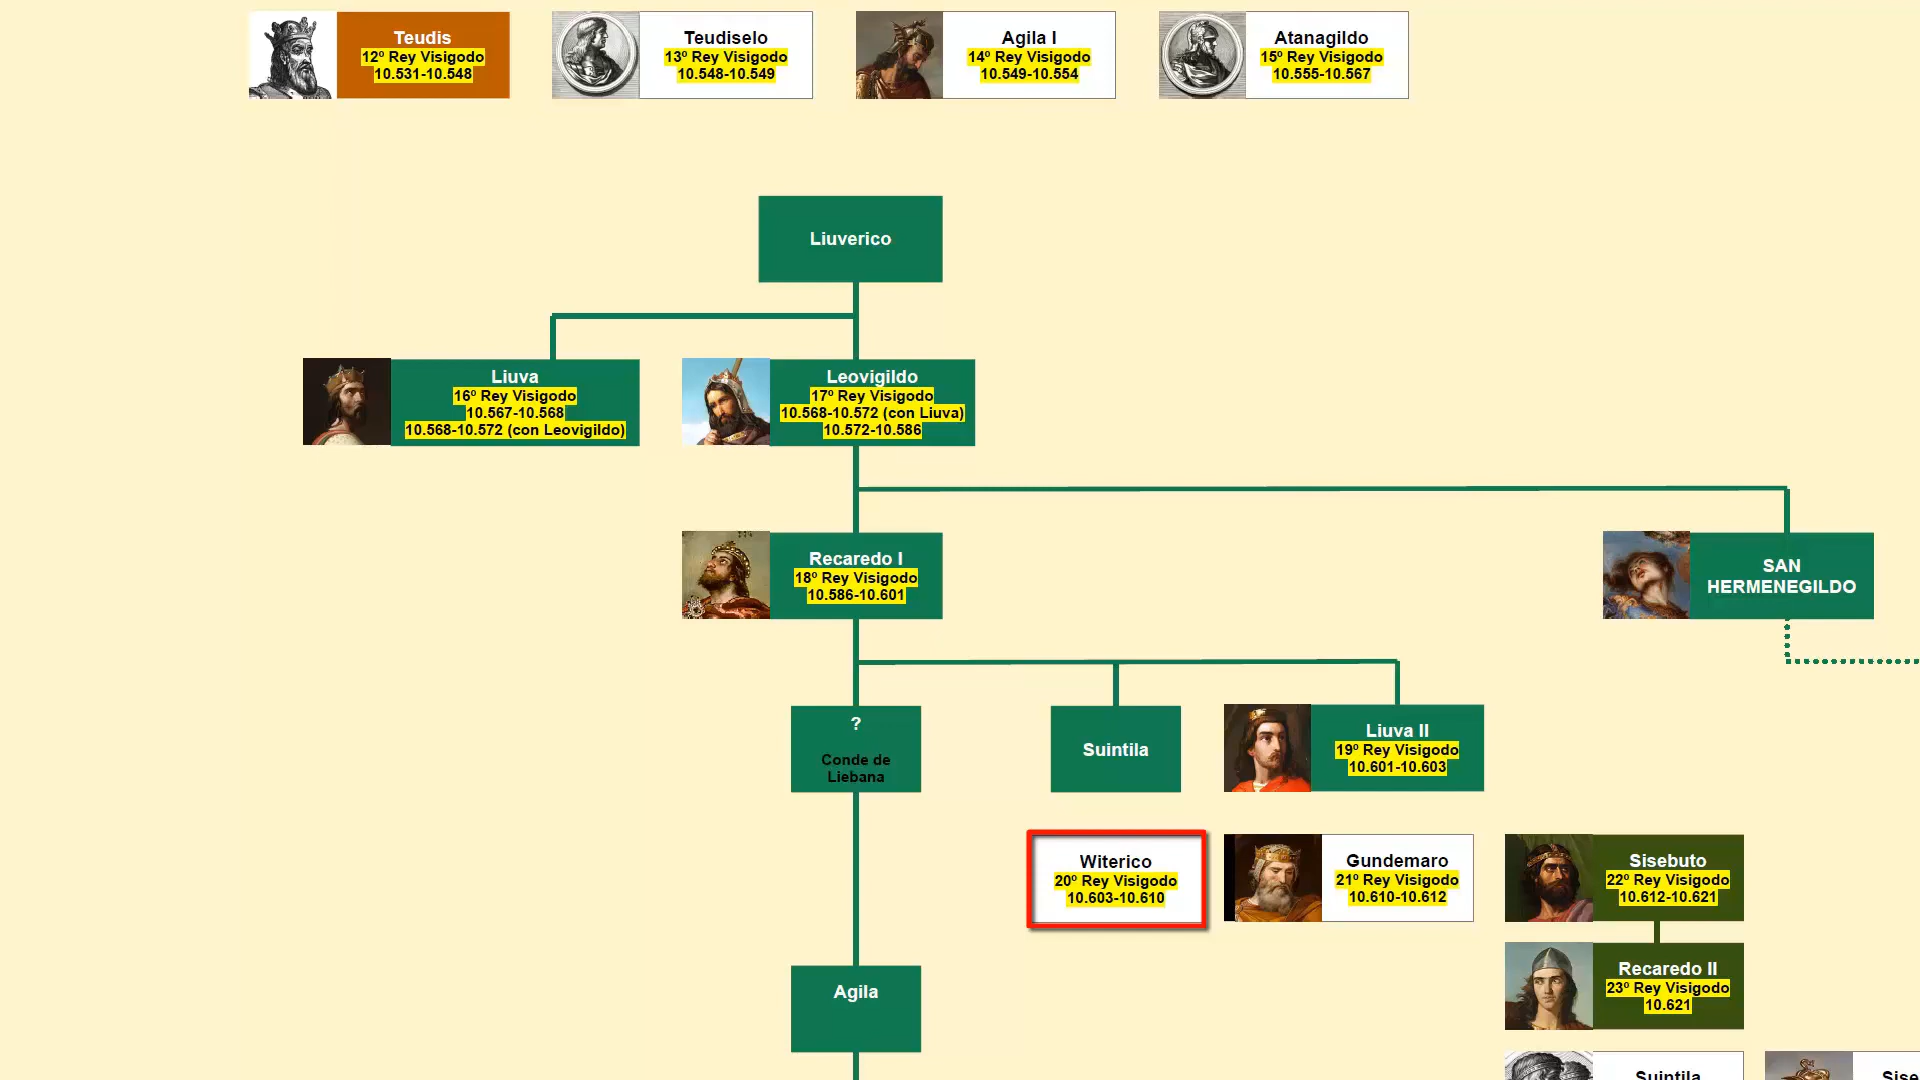 Teudis
12º Rey Visigodo
10.531-10.548
Teudiselo
13º Rey Visigodo
10.548-10.549
Agila I
14º Rey Visigodo
10.549-10.554
Atanagildo
15º Rey Visigodo
10.555-10.567
Liuverico
Liuva
16º Rey Visigodo
10.567-10.568
10.568-10.572 (con Leovigildo)
Leovigildo
17º Rey Visigodo
10.568-10.572 (con Liuva)
10.572-10.586
Recaredo I
18º Rey Visigodo
10.586-10.601
SAN
HERMENEGILDO
?
Conde de
Liebana
Suintila
Liuva II
19º Rey Visigodo
10.601-10.603
Witerico
20º Rey Visigodo
10.603-10.610
Gundemaro
21º Rey Visigodo
10.610-10.612
Sisebuto
22º Rey Visigodo
10.612-10.621
Recaredo II
23º Rey Visigodo
10.621
Agila
Suintila
Sise